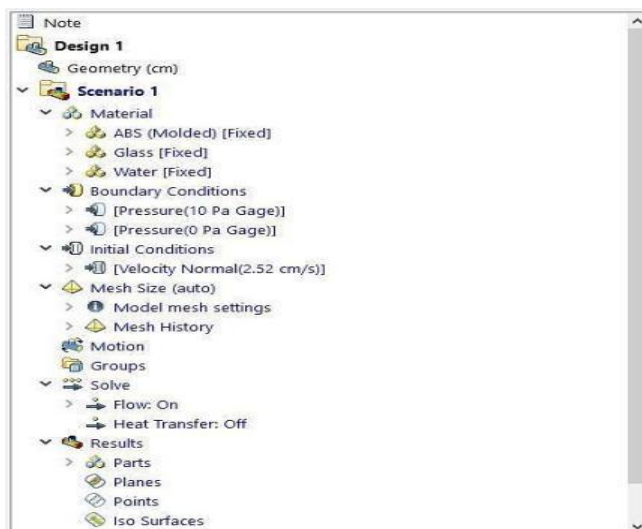 Note
Design 1
Geometry (cm)
Scenario 1
Material
ABS (Molded) [Fixed]
Glass [Fixed]
Water [Fixed]
Boundary Conditions
[Pressure(10 Pa Gage)]
[Pressure(0 Pa Gage)]
Initial Conditions
[Velocity Normal(2.52 cm/s)]
Mesh Size (auto)
Model mesh settings
Mesh History
Motion
Groups
Solve
Flow: On
Heat Transfer: Off
Results
Parts
Planes
Points
Iso Surfaces